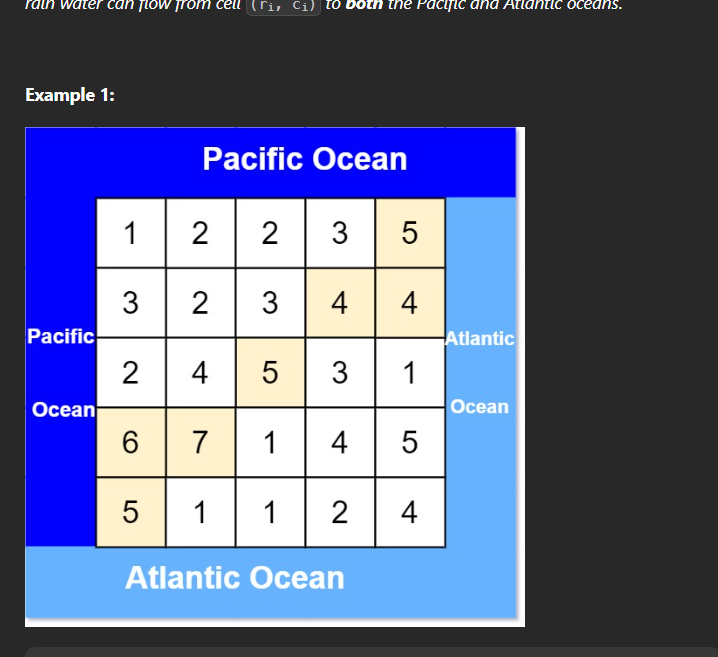 rain water can flow from cell (ri, ci) to both the Pacific and Atlantic oceans.
Example 1:
Pacific Ocean
1 2 2 3 5
3 2 3 4 4
Pacific
Atlantic
2 4 5 3 1
Ocean
Ocean
6 7 1 4 5
5 1 1 2 4
Atlantic Ocean